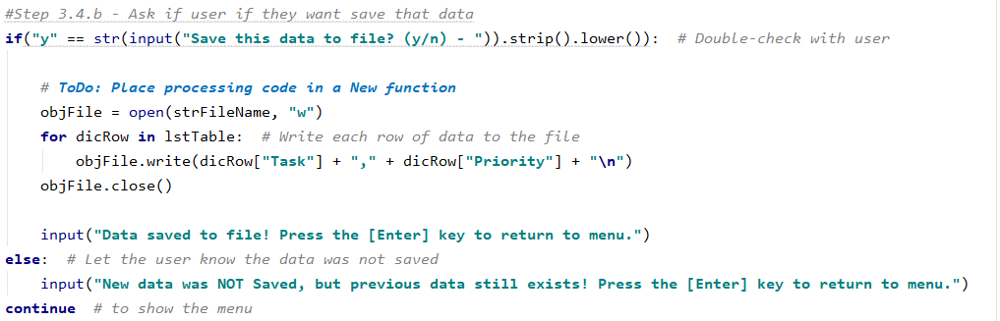 #Step 3.4.b - Ask if user if they want save that data
if("y" == str(input("Save this data to file? (y/n) - ")).strip().lower()):  # Double-check with user
# ToDo: Place processing code in a New function
objFile = open(strFileName, "w")
for dicRow in lstTable:  # Write each row of data to the file
objFile.write(dicRow["Task"] + "," + dicRow["Priority"] + "\n")
objFile.close()
input("Data saved to file! Press the [Enter] key to return to menu.")
else:  # Let the user know the data was not saved
input("New data was NOT Saved, but previous data still exists! Press the [Enter] key to return to menu.")
continue  # to show the menu